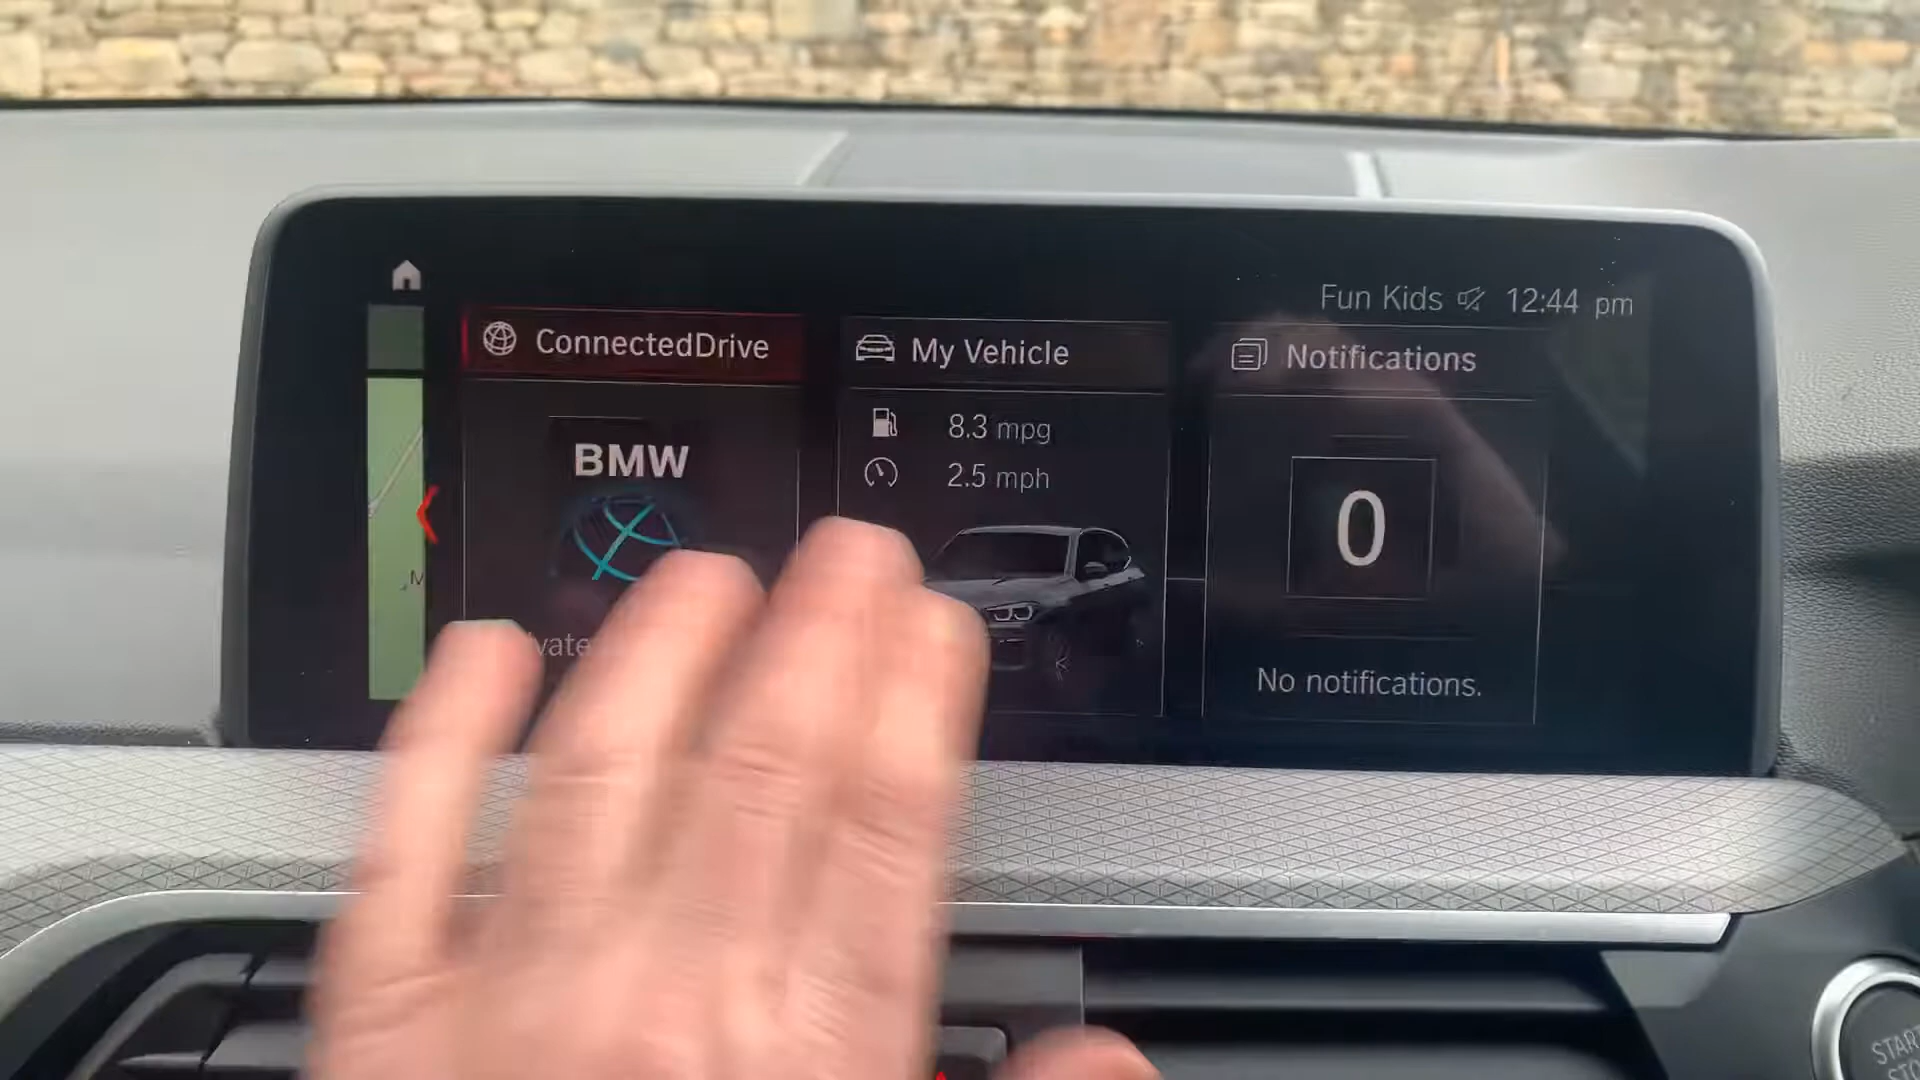 Fun Kids 12:44 pm
ConnectedDrive
My Vehicle
Notifications
BMW
8.3 mpg
2.5 mph
0
No notifications.